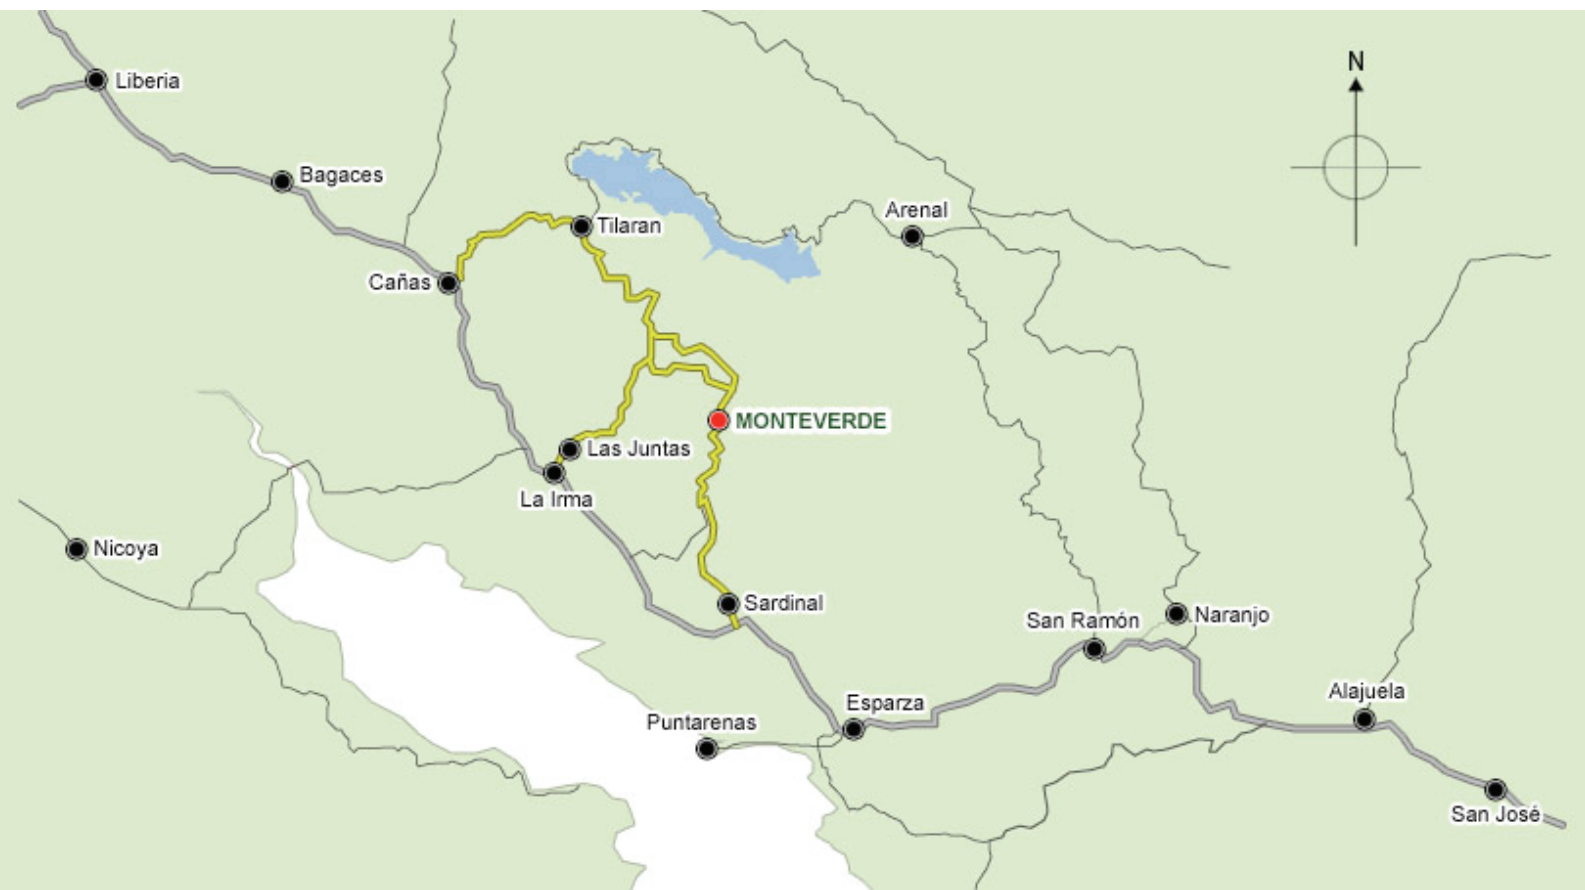 N
Liberia
Bagaces
Arenal
Tilaran
Cañas
MONTEVERDE
Las Juntas
La Irma
Nicoya
Sardinal
San Ramón
Naranjo
Alajuela
Esparza
Puntarenas
San José